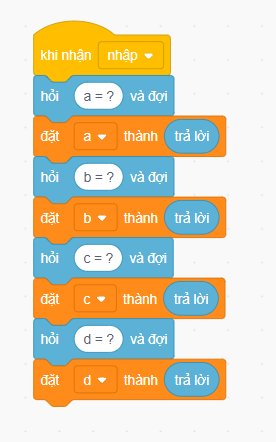 khi nhận nhập
hỏi a = ? và đợi
đặt a thành trả lời
hỏi b = ? và đợi
đặt b thành trả lời
hỏi c = ? và đợi
đặt c thành trả lời
hỏi d = ? và đợi
đặt d thành trả lời